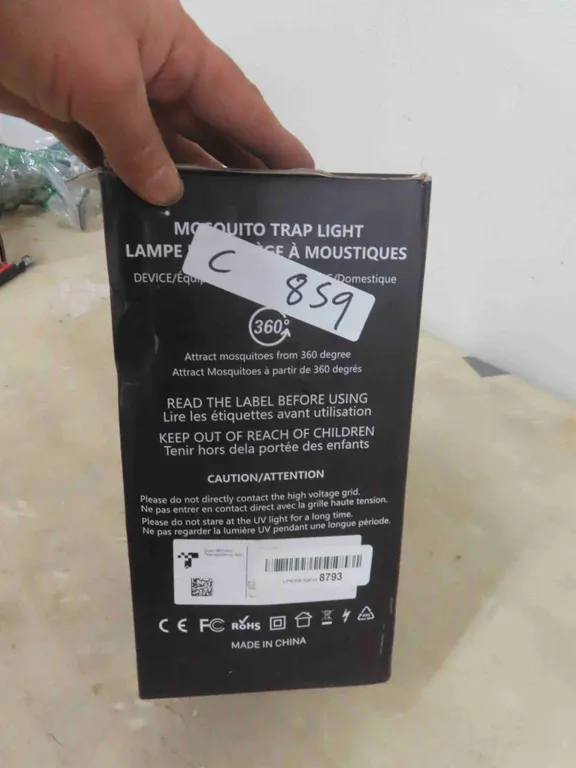 MOSQUITO TRAP LIGHT
LAMPE À MOUSTIQUES
C 859
DEVICE/ /Domestique
360°
Attract mosquitoes from 360 degree
Attract Mosquitoes à partir de 360 degrés
READ THE LABEL BEFORE USING
Lire les étiquettes avant utilisation
KEEP OUT OF REACH OF CHILDREN
Tenir hors dela portée des enfants
CAUTION/ATTENTION
Please do not directly contact the high voltage grid.
Ne pas entrer en contact direct avec la grille haute tension.
Please do not stare at the UV light for a long time.
Ne pas regarder la lumière UV pendant une longue période.
8793
CE FC RoHS
MADE IN CHINA